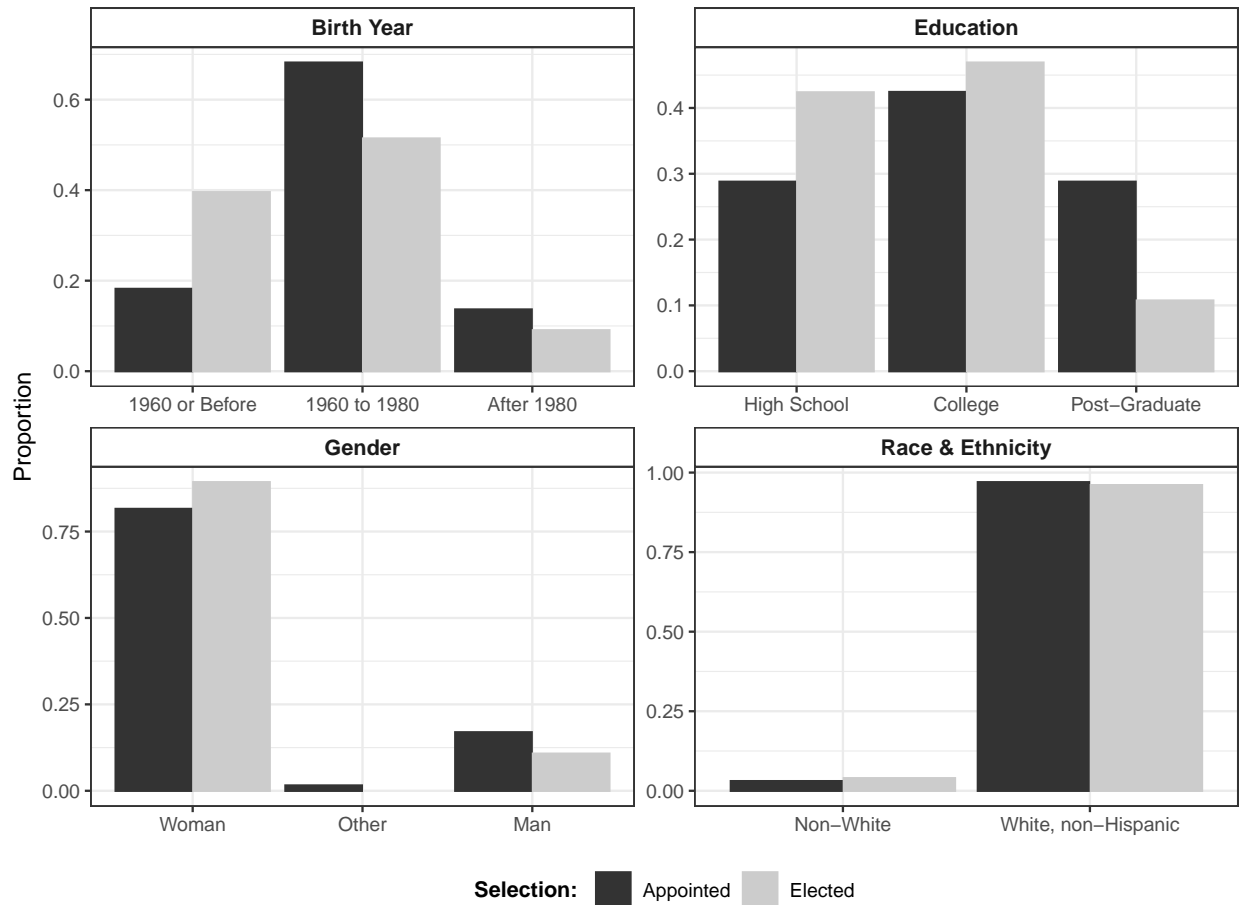 Birth Year
Education
Proportion
0.6
0.4
0.2
0.0
1960 or Before
1960 to 1980
After 1980
0.4
0.3
0.2
0.1
0.0
High School
College
Post−Graduate
Gender
Race & Ethnicity
0.75
0.50
0.25
0.00
Woman
Other
Man
1.00
0.75
0.50
0.25
0.00
Non−White
White, non−Hispanic
Selection: Appointed Elected